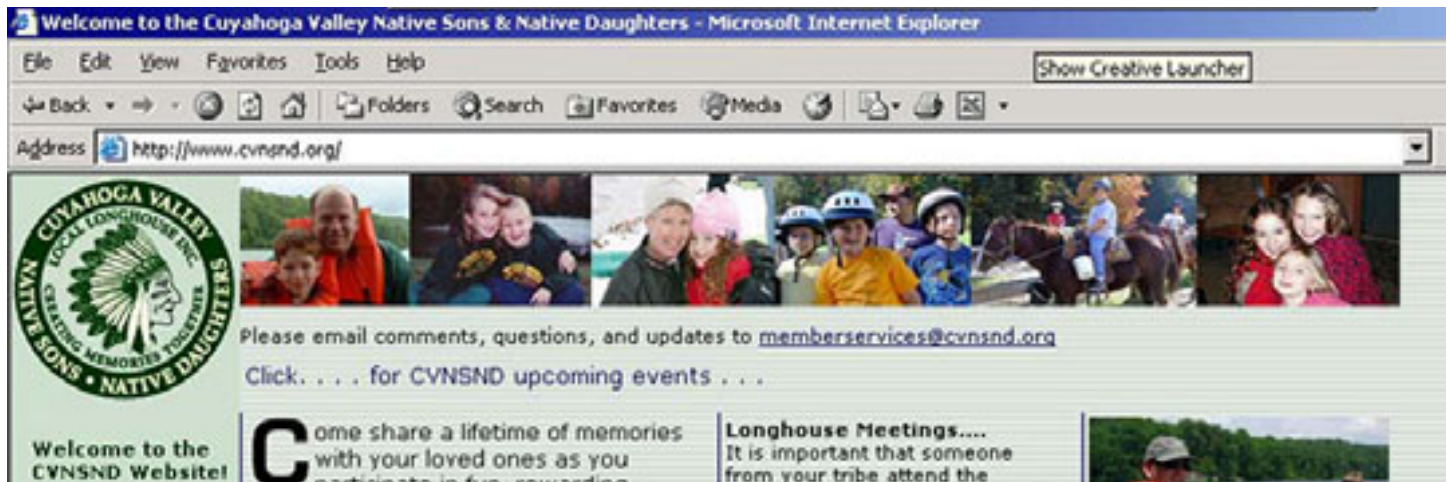 Welcome to the Cuyahoga Valley Native Sons & Native Daughters - Microsoft Internet Explorer
File Edit View Favorites Tools Help
Show Creative Launcher
Back Folders Search Favorites Media
Address http://www.cvnsnd.org/
CUYAHOGA VALLEY
LOCAL LONGHOUSE INC.
CREATING MEMORIES TOGETHER
NATIVE SONS • NATIVE DAUGHTERS
Please email comments, questions, and updates to memberservices@cvnsnd.org
Click. . . . for CVNSND upcoming events . . .
Welcome to the
CVNSND Website!
Come share a lifetime of memories
with your loved ones as you
participate in fun, rewarding
Longhouse Meetings....
It is important that someone
from your tribe attend the